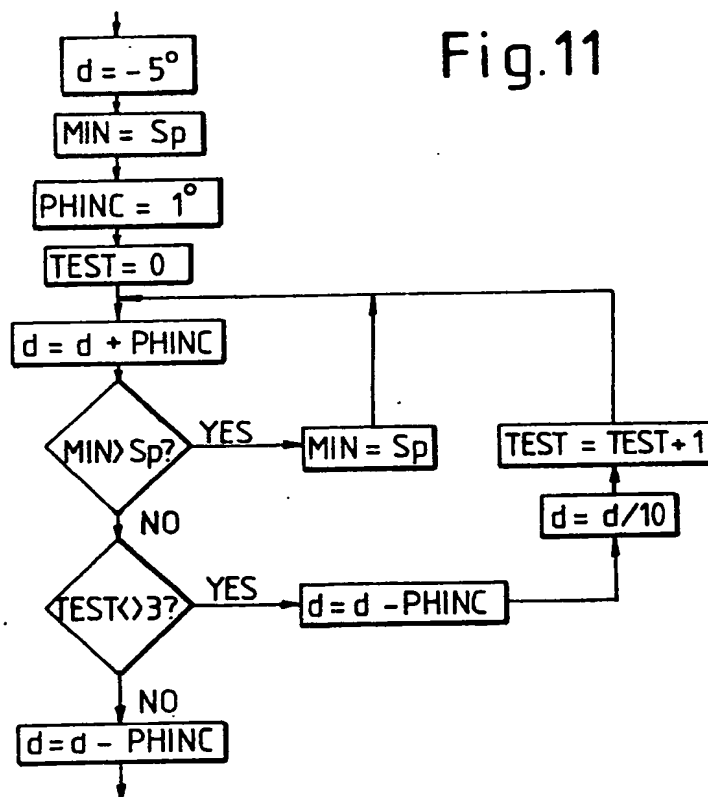 Fig.11
d = - 5°
MIN = Sp
PHINC = 1°
TEST = 0
d = d + PHINC
MIN > Sp?
YES
MIN = Sp
TEST = TEST + 1
d = d/10
NO
TEST<>3?
YES
d = d - PHINC
NO
d = d - PHINC